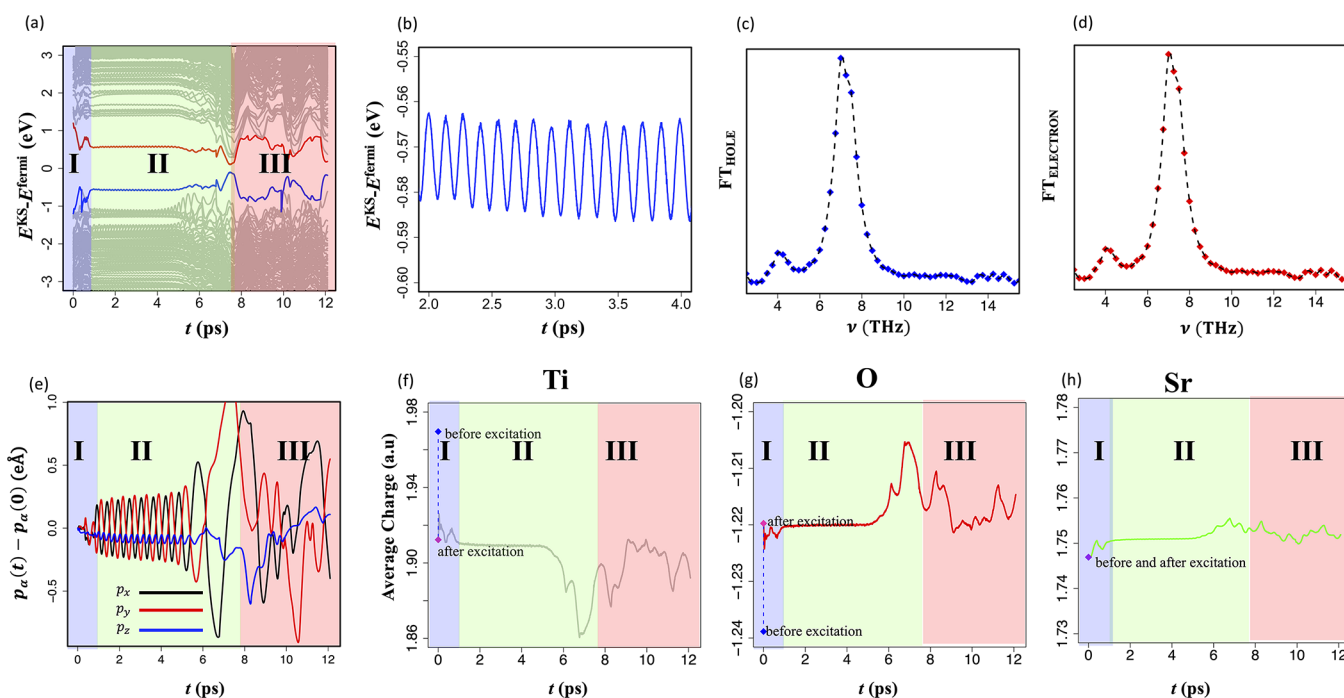 (a)
3
2
1
0
-1
-2
-3
E^KS-E^fermi (eV)
I
II
III
0 2 4 6 8 10 12
t (ps)
(b)
-0.55
-0.56
-0.57
-0.58
-0.59
-0.60
E^KS-E^fermi (eV)
2.0 2.5 3.0 3.5 4.0
t (ps)
(c)
FT_HOLE
4 6 8 10 12 14
ν (THz)
(d)
FT_ELECTRON
4 6 8 10 12 14
ν (THz)
(e)
1.0
0.5
0.0
-0.5
p_α(t) − p_α(0) (eÅ)
I
II
III
p_x
p_y
p_z
0 2 4 6 8 10 12
t (ps)
(f)
Ti
1.98
1.94
1.90
1.86
Average Charge (a.u)
before excitation
I
II
III
after excitation
0 2 4 6 8 10 12
t (ps)
(g)
O
−1.20
−1.21
−1.22
−1.23
−1.24
I
II
III
after excitation
before excitation
0 2 4 6 8 10 12
t (ps)
(h)
Sr
1.78
1.77
1.76
1.75
1.74
1.73
I
II
III
before and after excitation
0 2 4 6 8 10 12
t (ps)